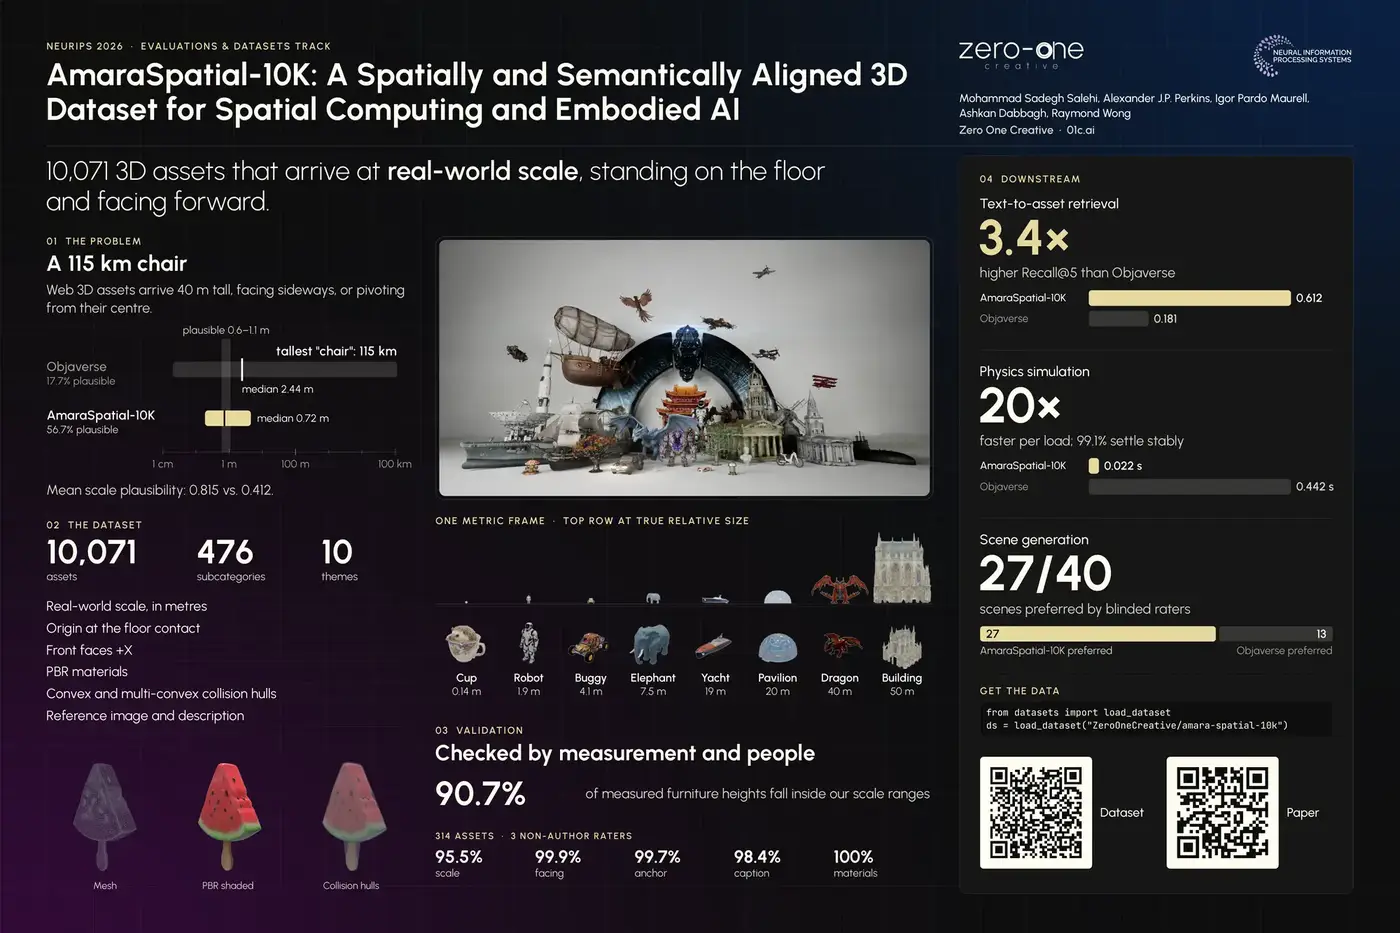 NEURIPS 2026 · EVALUATIONS & DATASETS TRACK
AmaraSpatial-10K: A Spatially and Semantically Aligned 3D
Dataset for Spatial Computing and Embodied AI
zero-one
creative
NEURAL INFORMATION
PROCESSING SYSTEMS
Mohammad Sadegh Salehi, Alexander J.P. Perkins, Igor Pardo Maurell,
Ashkan Dabbagh, Raymond Wong
Zero One Creative · 01c.ai
10,071 3D assets that arrive at real-world scale, standing on the floor
and facing forward.
01 THE PROBLEM
A 115 km chair
Web 3D assets arrive 40 m tall, facing sideways, or pivoting
from their centre.
plausible 0.6–1.1 m
tallest "chair": 115 km
Objaverse
17.7% plausible
median 2.44 m
AmaraSpatial-10K
56.7% plausible
median 0.72 m
1 cm 1 m 100 m 100 km
Mean scale plausibility: 0.815 vs. 0.412.
02 THE DATASET
10,071 476 10
assets subcategories themes
Real-world scale, in metres
Origin at the floor contact
Front faces +X
PBR materials
Convex and multi-convex collision hulls
Reference image and description
Mesh PBR shaded Collision hulls
ONE METRIC FRAME · TOP ROW AT TRUE RELATIVE SIZE
Cup Robot Buggy Elephant Yacht Pavilion Dragon Building
0.14 m 1.9 m 4.1 m 7.5 m 19 m 20 m 40 m 50 m
03 VALIDATION
Checked by measurement and people
90.7% of measured furniture heights fall inside our scale ranges
314 ASSETS · 3 NON-AUTHOR RATERS
95.5% 99.9% 99.7% 98.4% 100%
scale facing anchor caption materials
04 DOWNSTREAM
Text-to-asset retrieval
3.4×
higher Recall@5 than Objaverse
AmaraSpatial-10K 0.612
Objaverse 0.181
Physics simulation
20×
faster per load; 99.1% settle stably
AmaraSpatial-10K 0.022 s
Objaverse 0.442 s
Scene generation
27/40
scenes preferred by blinded raters
27 13
AmaraSpatial-10K preferred Objaverse preferred
GET THE DATA
from datasets import load_dataset
ds = load_dataset("ZeroOneCreative/amara-spatial-10k")
Dataset Paper